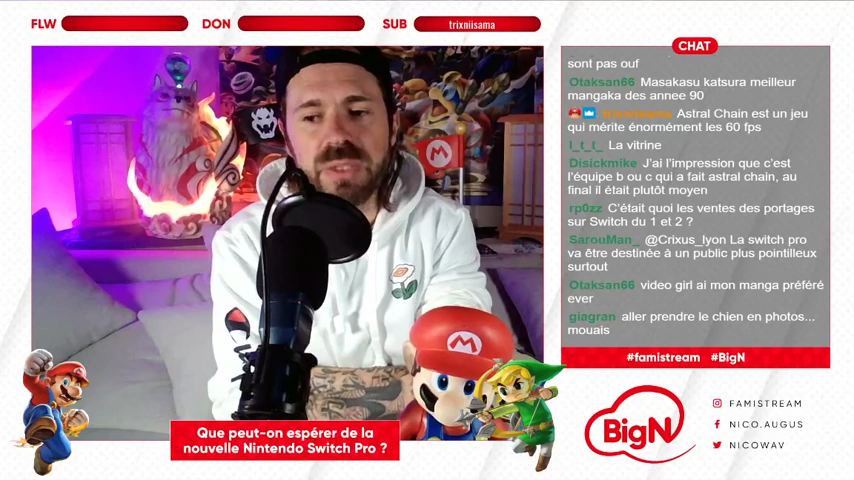 FLW
DON
SUB
trixniisama
CHAT
sont pas ouf
Otaksan66 Masakasu katsura meilleur
mangaka des annee 90
trixniisama Astral Chain est un jeu
qui mérite énormément les 60 fps
l_t_t_ La vitrine
Disickmike J'ai l'impression que c'est
l'équipe b ou c qui a fait astral chain, au
final il était plutôt moyen
rp0zz C'était quoi les ventes des portages
sur Switch du 1 et 2 ?
SarouMan_ @Crixus_lyon La switch pro
va être destinée à un public plus pointilleux
surtout
Otaksan66 video girl ai mon manga préféré
ever
giagran aller prendre le chien en photos...
mouais
#famistream #BigN
M
M
Que peut-on espérer de la
nouvelle Nintendo Switch Pro ?
BigN
FAMISTREAM
NICO.AUGUS
NICOWAV